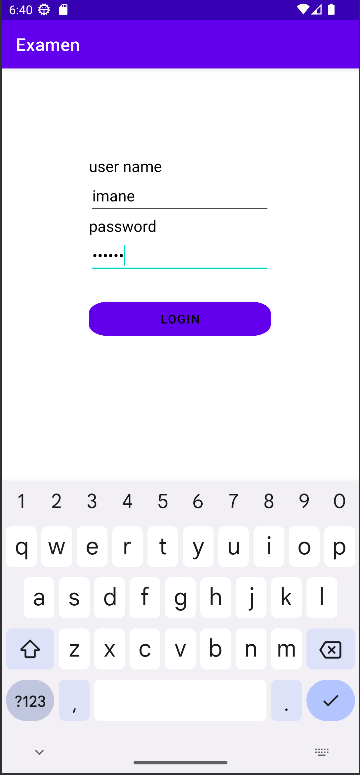 6:40
Examen
user name
imane
password
••••••
LOGIN
1 2 3 4 5 6 7 8 9 0
q w e r t y u i o p
a s d f g h j k l
z x c v b n m
?123 , .